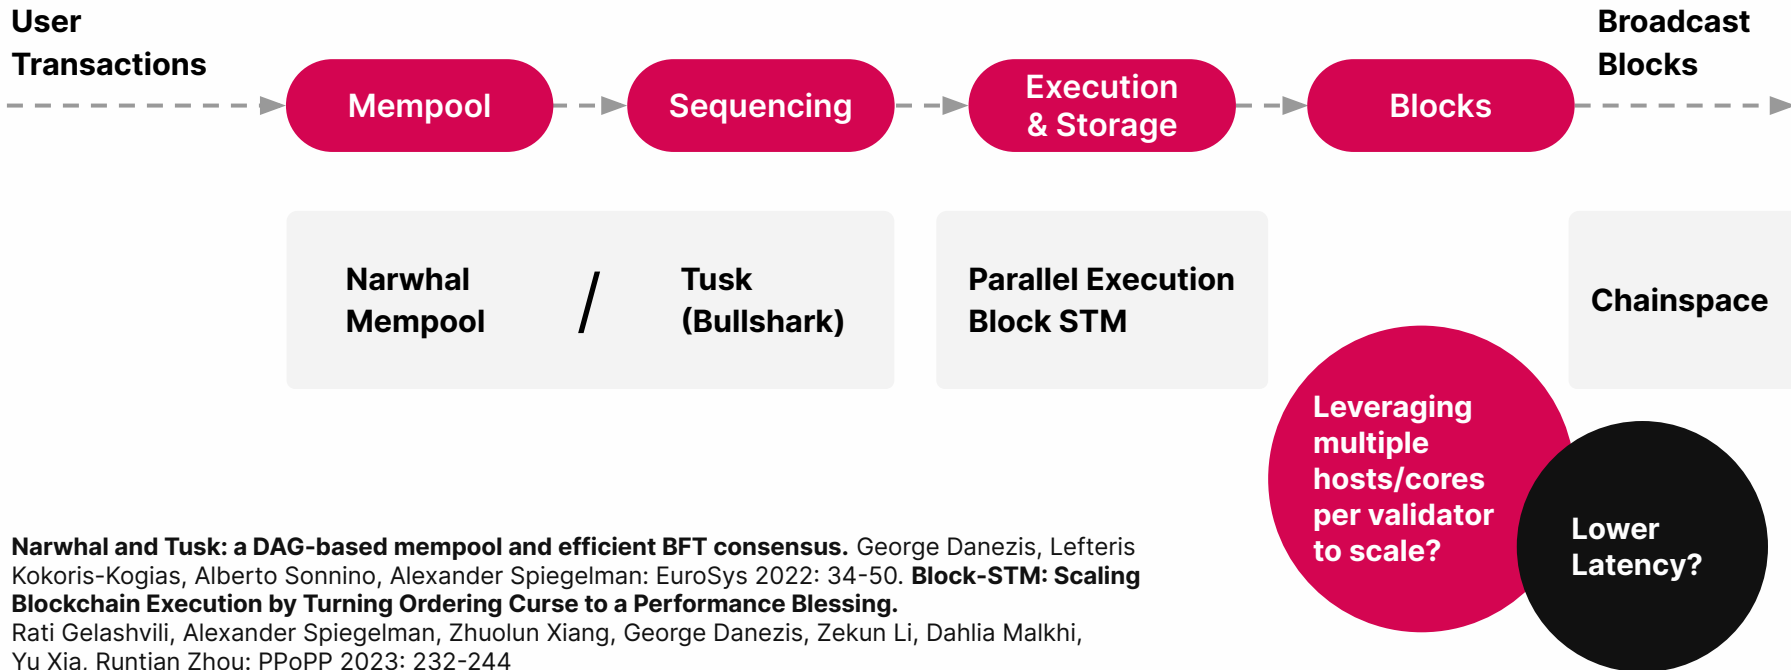 User
Transactions
Mempool
Sequencing
Execution
& Storage
Blocks
Broadcast
Blocks
Narwhal
Mempool
/
Tusk
(Bullshark)
Parallel Execution
Block STM
Chainspace
Leveraging
multiple
hosts/cores
per validator
to scale?
Lower
Latency?
Narwhal and Tusk: a DAG-based mempool and efficient BFT consensus. George Danezis, Lefteris
Kokoris-Kogias, Alberto Sonnino, Alexander Spiegelman: EuroSys 2022: 34-50. Block-STM: Scaling
Blockchain Execution by Turning Ordering Curse to a Performance Blessing.
Rati Gelashvili, Alexander Spiegelman, Zhuolun Xiang, George Danezis, Zekun Li, Dahlia Malkhi,
Yu Xia, Runtian Zhou: PPoPP 2023: 232-244